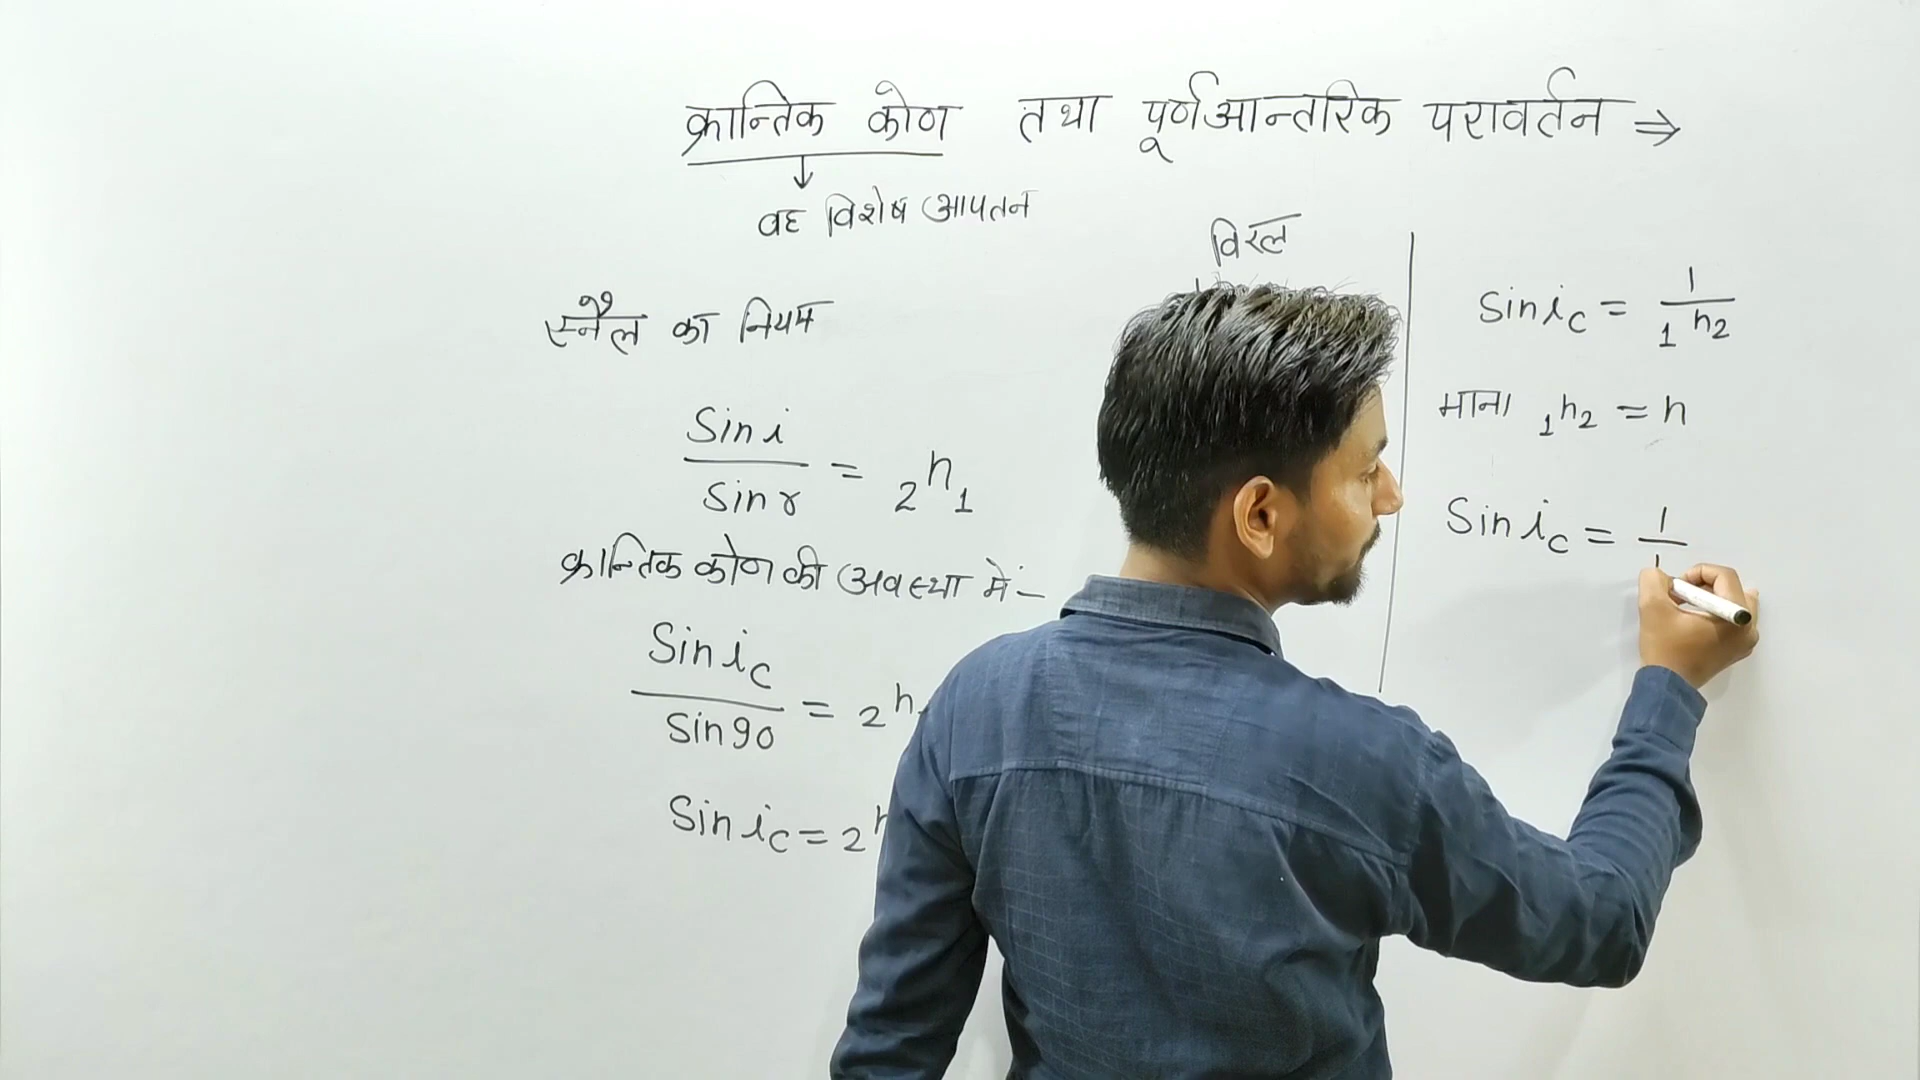 क्रान्तिक कोण तथा पूर्णआन्तरिक परावर्तन ⇒
↓
वह विशेष आपतन
स्नैल का नियम
Sin i / Sin r = ₂n₁
क्रान्तिक कोण की अवस्था में:–
Sin i_c / Sin 90 = ₂n
Sin i_c = ₂n
विरल
Sin i_c = 1 / ₁n₂
माना ₁n₂ = n
Sin i_c = 1 /